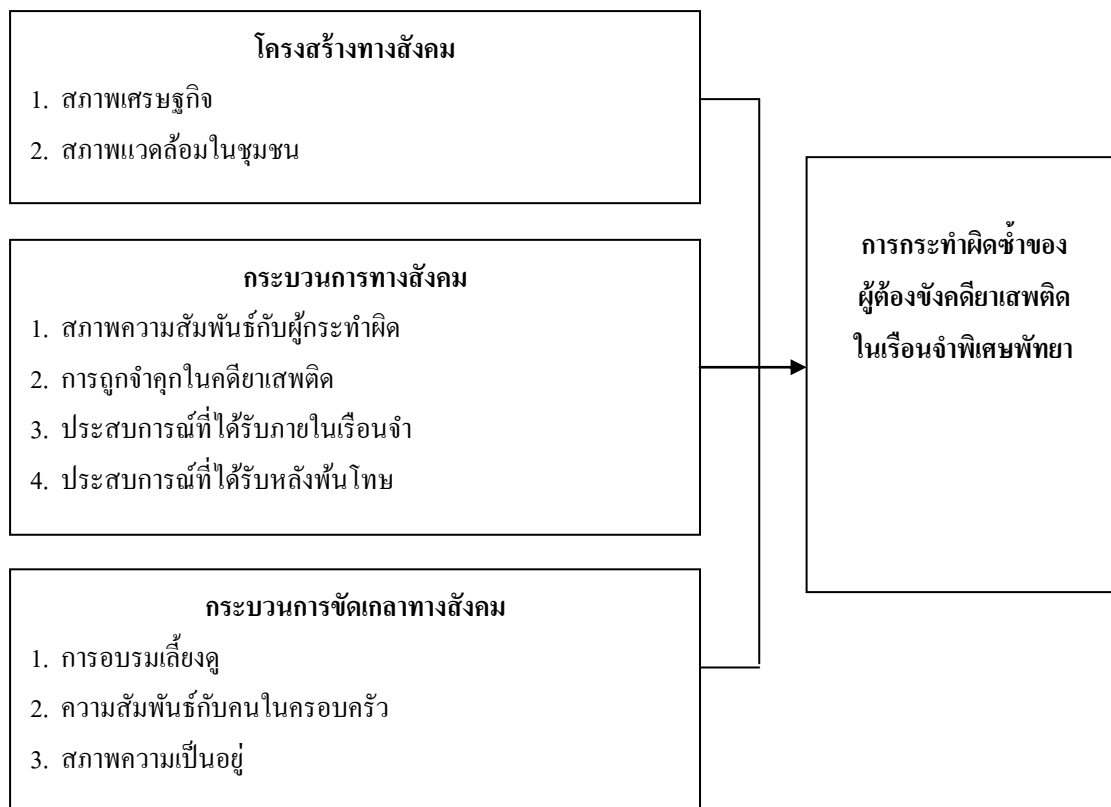 โครงสร้างทางสังคม
1. สภาพเศรษฐกิจ
2. สภาพแวดล้อมในชุมชน
กระบวนการทางสังคม
1. สภาพความสัมพันธ์กับผู้กระทำผิด
2. การถูกจำคุกในคดียาเสพติด
3. ประสบการณ์ที่ได้รับภายในเรือนจำ
4. ประสบการณ์ที่ได้รับหลังพ้นโทษ
กระบวนการขัดเกลาทางสังคม
1. การอบรมเลี้ยงดู
2. ความสัมพันธ์กับคนในครอบครัว
3. สภาพความเป็นอยู่
การกระทำผิดซ้ำของ
ผู้ต้องขังคดียาเสพติด
ในเรือนจำพิเศษพัทยา